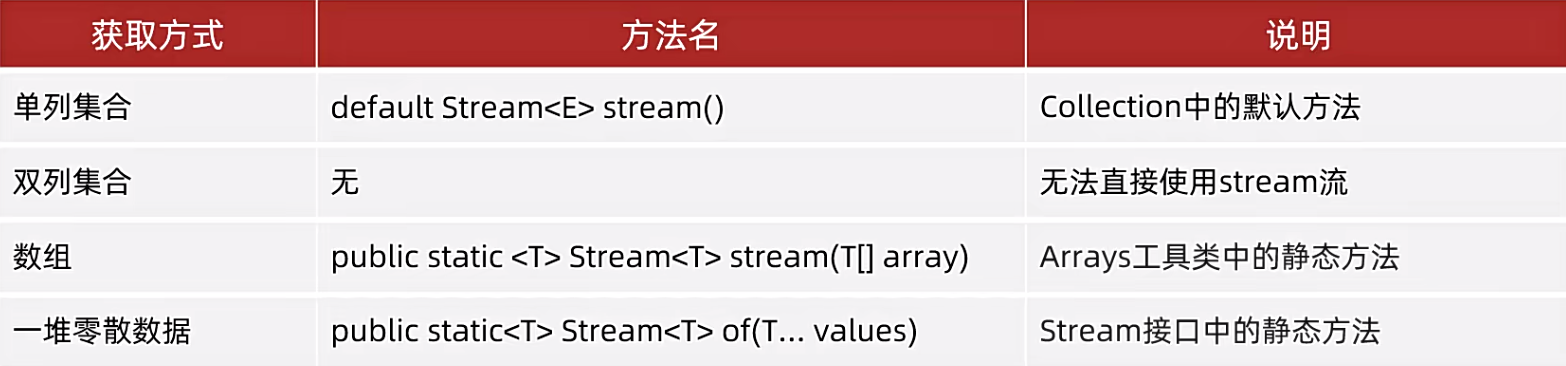 获取方式 方法名 说明
单列集合 default Stream<E> stream() Collection中的默认方法
双列集合 无 无法直接使用stream流
数组 public static <T> Stream<T> stream(T[] array) Arrays工具类中的静态方法
一堆零散数据 public static<T> Stream<T> of(T... values) Stream接口中的静态方法